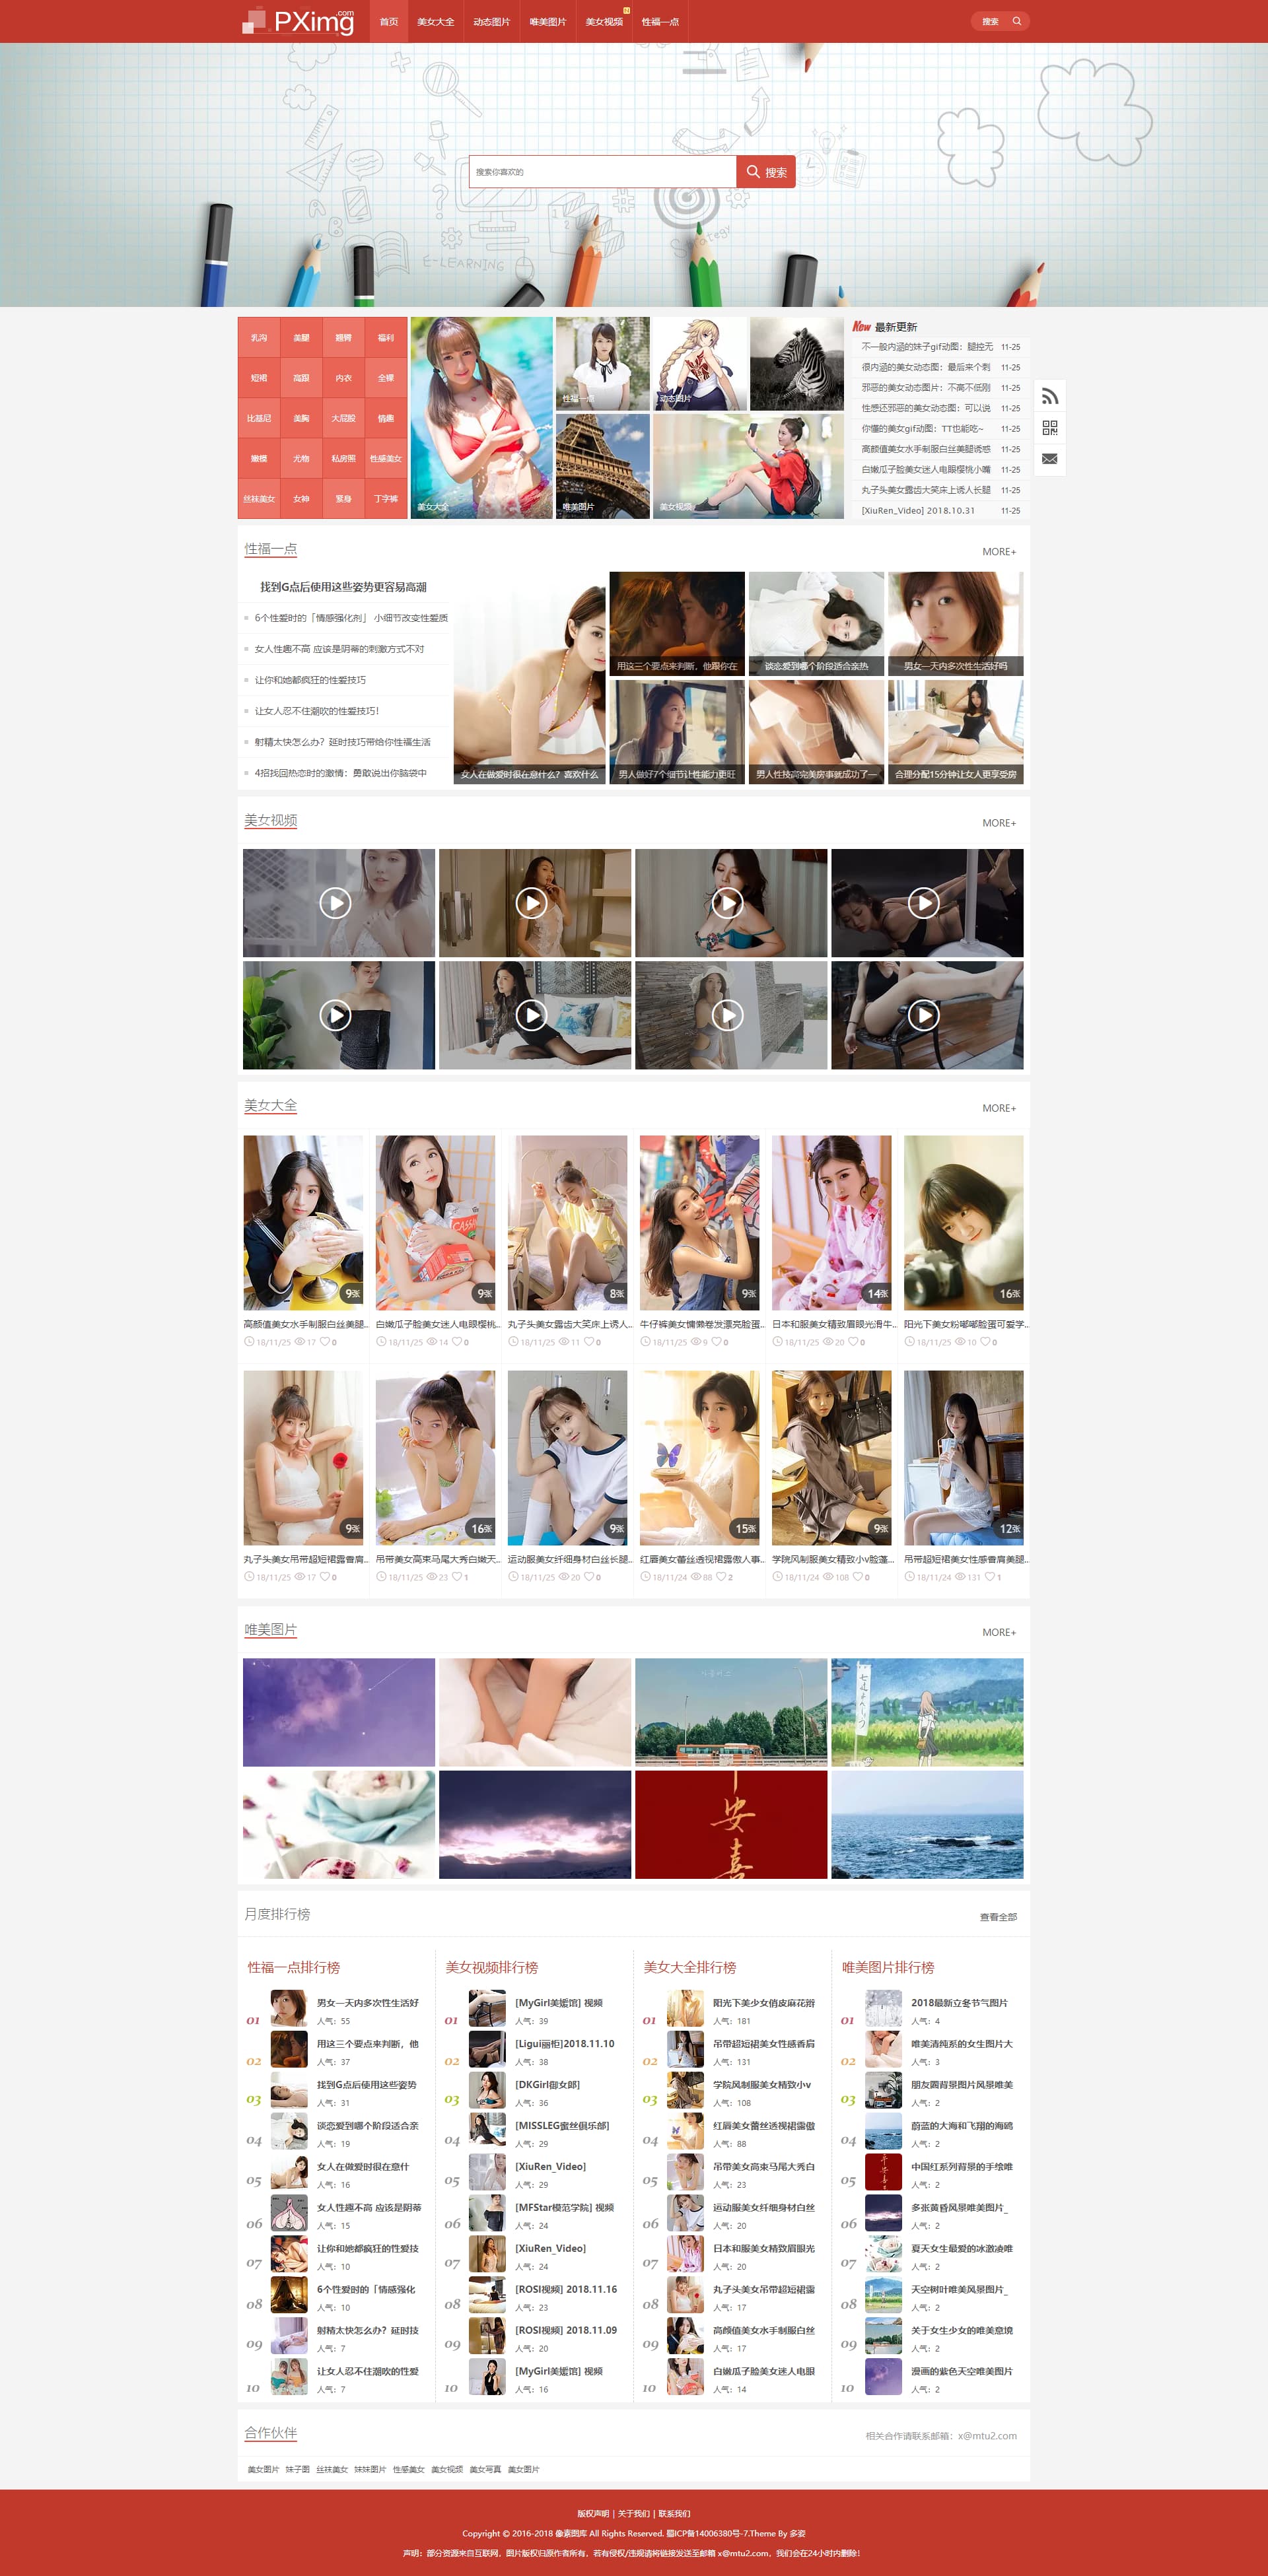 PXimg.com
首页 美女大全 动态图片 唯美图片 美女视频 性福一点
搜索
搜索你喜欢的 搜索
E-LEARNING
Strategy
乳沟 美腿 翘臀 福利
短裙 高跟 内衣 全裸
比基尼 美胸 大屁股 情趣
嫩模 尤物 私房照 性感美女
丝袜美女 女神 紧身 丁字裤
美女大全
性福一点
动态图片
唯美图片
美女视频
New 最新更新
不一般内涵的妹子gif动图：腿控无 11-25
很内涵的美女动态图：最后来个刺 11-25
邪恶的美女动态图片：不高不低刚 11-25
性感还邪恶的美女动态图：可以说 11-25
你懂的美女gif动图：TT也能吃~ 11-25
高颜值美女水手制服白丝美腿诱惑 11-25
白嫩瓜子脸美女迷人电眼樱桃小嘴 11-25
丸子头美女露齿大笑床上诱人长腿 11-25
[XiuRen_Video] 2018.10.31 11-25
性福一点 MORE+
找到G点后使用这些姿势更容易高潮
6个性爱时的「情感强化剂」 小细节改变性爱质
女人性趣不高 应该是阴蒂的刺激方式不对
让你和她都疯狂的性爱技巧
让女人忍不住潮吹的性爱技巧！
射精太快怎么办？延时技巧带给你性福生活
4招找回热恋时的激情：勇敢说出你脑袋中
女人在做爱时很在意什么？喜欢什么
用这三个要点来判断，他跟你在
谈恋爱到哪个阶段适合亲热
男女一天内多次性生活好吗
男人做好7个细节让性能力更旺
男人性技高完美房事就成功了一
合理分配15分钟让女人更享受房
美女视频 MORE+
美女大全 MORE+
9张 9张 8张 9张 14张 16张
高颜值美女水手制服白丝美腿...
18/11/25 17 0
白嫩瓜子脸美女迷人电眼樱桃...
18/11/25 14 0
丸子头美女露齿大笑床上诱人...
18/11/25 11 0
牛仔裤美女慵懒卷发漂亮脸蛋...
18/11/25 9 0
日本和服美女精致眉眼光滑牛...
18/11/25 20 0
阳光下美女粉嘟嘟脸蛋可爱学...
18/11/25 10 0
9张 16张 9张 15张 9张 12张
丸子头美女吊带超短裙露香肩...
18/11/25 17 0
吊带美女高束马尾大秀白嫩天...
18/11/25 23 1
运动服美女纤细身材白丝长腿...
18/11/25 20 0
红唇美女蕾丝透视裙露傲人事...
18/11/24 88 2
学院风制服美女精致小v脸蓬...
18/11/24 108 0
吊带超短裙美女性感香肩美腿...
18/11/24 131 1
唯美图片 MORE+
安喜
月度排行榜 查看全部
性福一点排行榜
01 男女一天内多次性生活好
人气：55
02 用这三个要点来判断，他
人气：37
03 找到G点后使用这些姿势
人气：31
04 谈恋爱到哪个阶段适合亲
人气：19
05 女人在做爱时很在意什
人气：16
06 女人性趣不高 应该是阴蒂
人气：15
07 让你和她都疯狂的性爱技
人气：10
08 6个性爱时的「情感强化
人气：10
09 射精太快怎么办？延时技
人气：7
10 让女人忍不住潮吹的性爱
人气：7
美女视频排行榜
01 [MyGirl美媛馆] 视频
人气：39
02 [Ligui丽柜]2018.11.10
人气：38
03 [DKGirl御女郎]
人气：36
04 [MISSLEG蜜丝俱乐部]
人气：29
05 [XiuRen_Video]
人气：29
06 [MFStar模范学院] 视频
人气：24
07 [XiuRen_Video]
人气：24
08 [ROSI视频] 2018.11.16
人气：23
09 [ROSI视频] 2018.11.09
人气：20
10 [MyGirl美媛馆] 视频
人气：16
美女大全排行榜
01 阳光下美少女俏皮麻花辫
人气：181
02 吊带超短裙美女性感香肩
人气：131
03 学院风制服美女精致小v
人气：108
04 红唇美女蕾丝透视裙露傲
人气：88
05 吊带美女高束马尾大秀白
人气：23
06 运动服美女纤细身材白丝
人气：20
07 日本和服美女精致眉眼光
人气：20
08 丸子头美女吊带超短裙露
人气：17
09 高颜值美女水手制服白丝
人气：17
10 白嫩瓜子脸美女迷人电眼
人气：14
唯美图片排行榜
01 2018最新立冬节气图片
人气：4
02 唯美清纯系的女生图片大
人气：3
03 朋友圈背景图片风景唯美
人气：2
04 蔚蓝的大海和飞翔的海鸥
人气：2
05 中国红系列背景的手绘唯
人气：2
06 多张黄昏风景唯美图片_
人气：2
07 夏天女生最爱的冰激凌唯
人气：2
08 天空树叶唯美风景图片_
人气：2
09 关于女生少女的唯美意境
人气：2
10 漫画的紫色天空唯美图片
人气：2
合作伙伴 相关合作请联系邮箱：x@mtu2.com
美女图片 妹子图 丝袜美女 妹妹图片 性感美女 美女视频 美女写真 美女图片
版权声明 | 关于我们 | 联系我们
Copyright © 2016-2018 像素图库 All Rights Reserved. 蜀ICP备14006380号-7.Theme By 多姿
声明：部分资源来自互联网，图片版权归原作者所有，若有侵权/违规请将链接发送至邮箱 x@mtu2.com，我们会在24小时内删除！